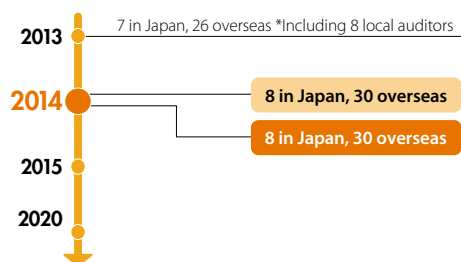 2013
7 in Japan, 26 overseas *Including 8 local auditors
2014
8 in Japan, 30 overseas
8 in Japan, 30 overseas
2015
2020